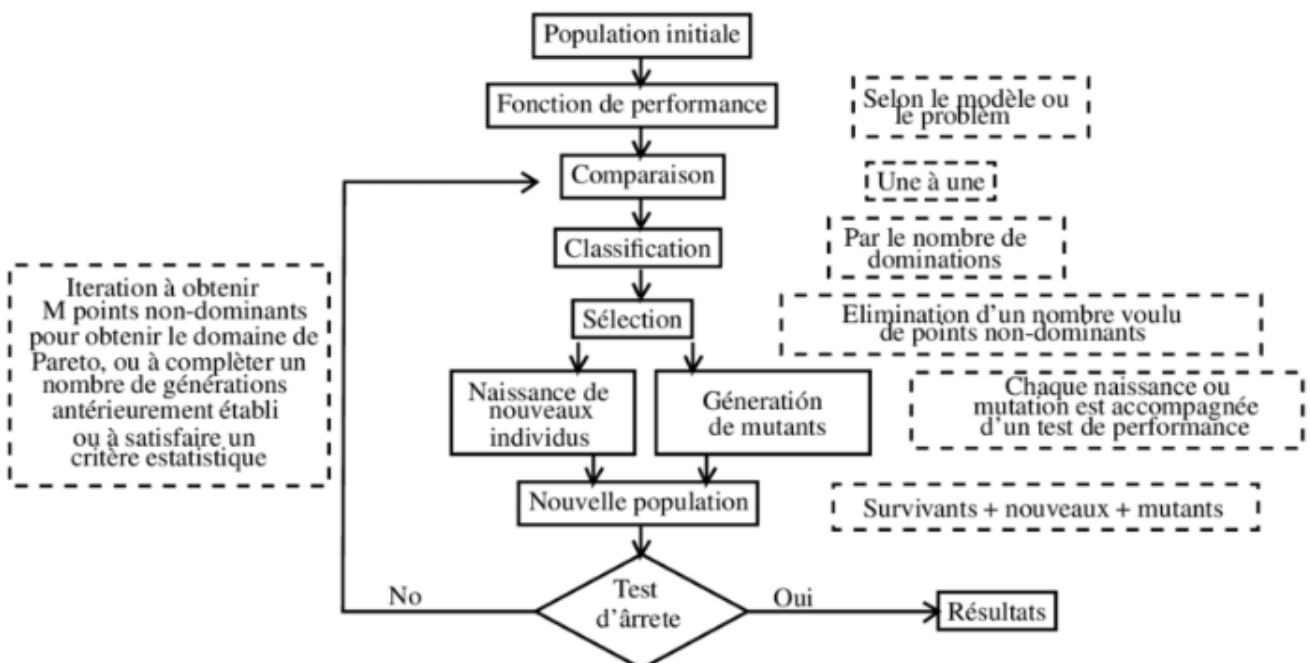 Population initiale
Fonction de performance
Selon le modèle ou
le problèm
Comparaison
Une à une
Classification
Par le nombre de
dominations
Iteration à obtenir
M points non-dominants
pour obtenir le domaine de
Pareto, ou à complèter un
nombre de générations
antérieurement établi
ou à satisfaire un
critère estatistique
Sélection
Elimination d'un nombre voulu
de points non-dominants
Naissance de
nouveaux
individus
Géneratión
de mutants
Chaque naissance ou
mutation est accompagnée
d'un test de performance
Nouvelle population
Survivants + nouveaux + mutants
No
Test
d'ârrete
Oui
Résultats